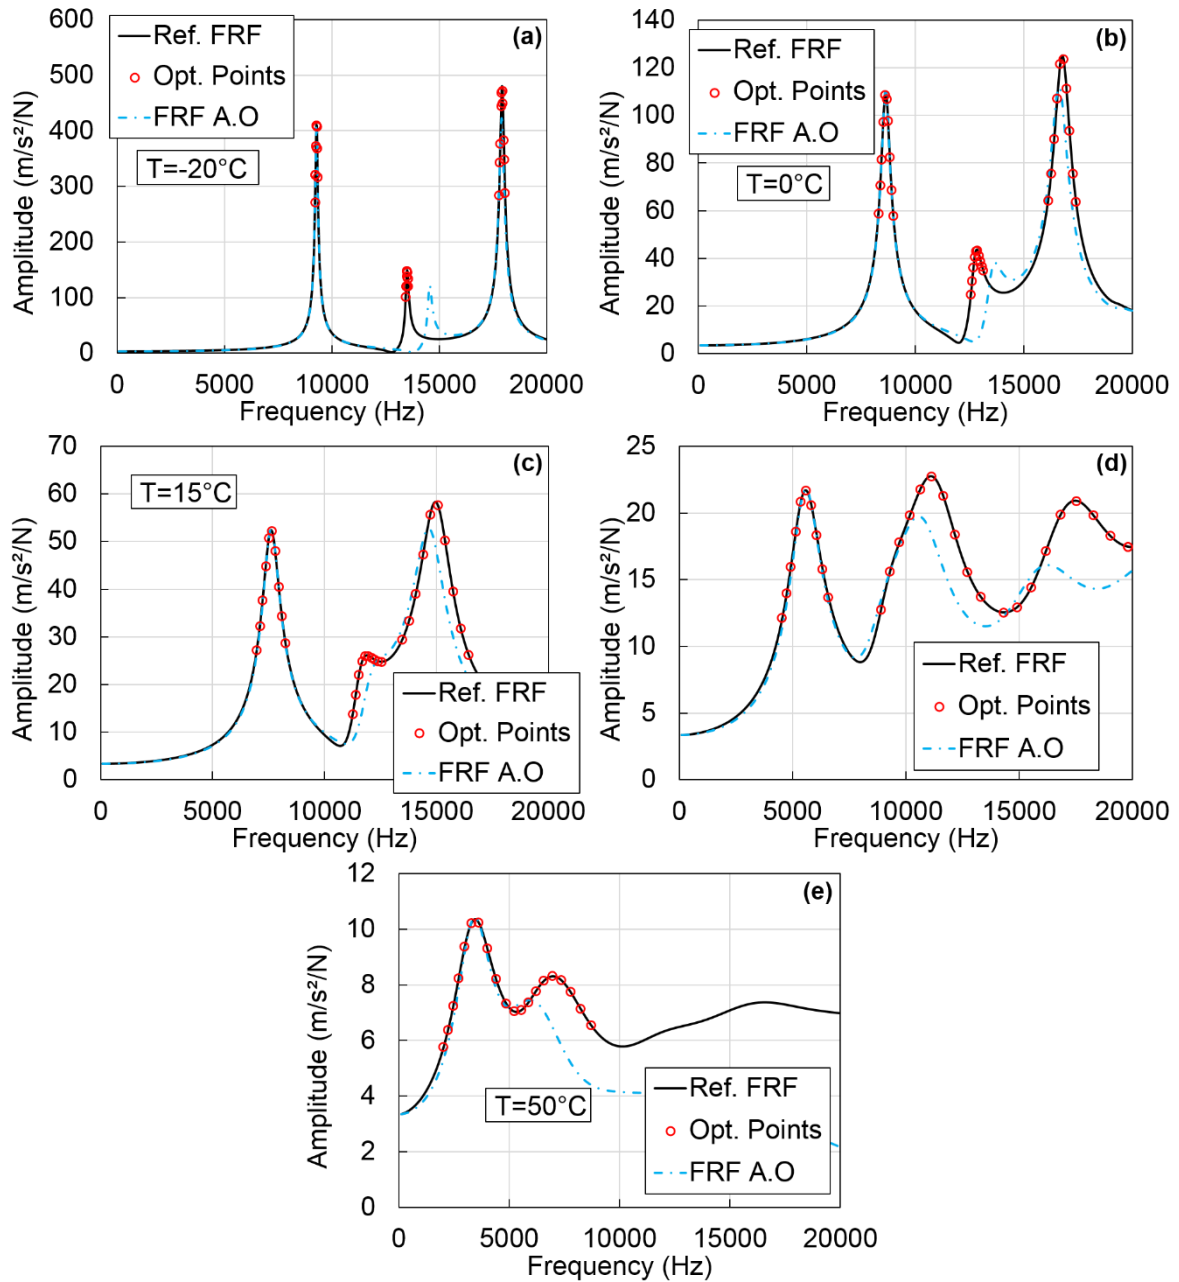 600
500
400
300
200
100
0
Amplitude (m/s²/N)
Ref. FRF
Opt. Points
FRF A.O
T=-20°C
(a)
0 5000 10000 15000 20000
Frequency (Hz)
140
120
100
80
60
40
20
0
Amplitude (m/s²/N)
Ref. FRF
Opt. Points
FRF A.O
T=0°C
(b)
0 5000 10000 15000 20000
Frequency (Hz)
70
60
50
40
30
20
10
0
Amplitude (m/s²/N)
T=15°C
(c)
Ref. FRF
Opt. Points
FRF A.O
0 5000 10000 15000 20000
Frequency (Hz)
25
20
15
10
5
0
Amplitude (m/s²/N)
(d)
Ref. FRF
Opt. Points
FRF A.O
0 5000 10000 15000 20000
Frequency (Hz)
12
10
8
6
4
2
0
Amplitude (m/s²/N)
(e)
T=50°C
Ref. FRF
Opt. Points
FRF A.O
0 5000 10000 15000 20000
Frequency (Hz)